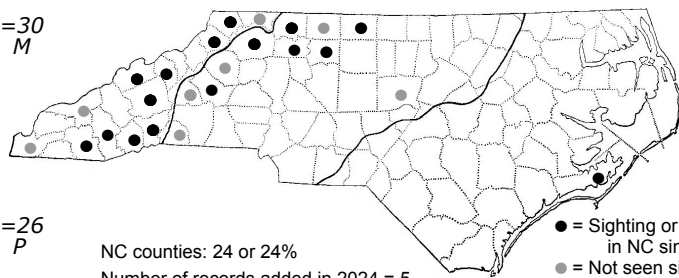 =30
M
=26
P
NC counties: 24 or 24%
● = Sighting or
in NC sin
● = Not seen si
Number of records added in 2024 = 5